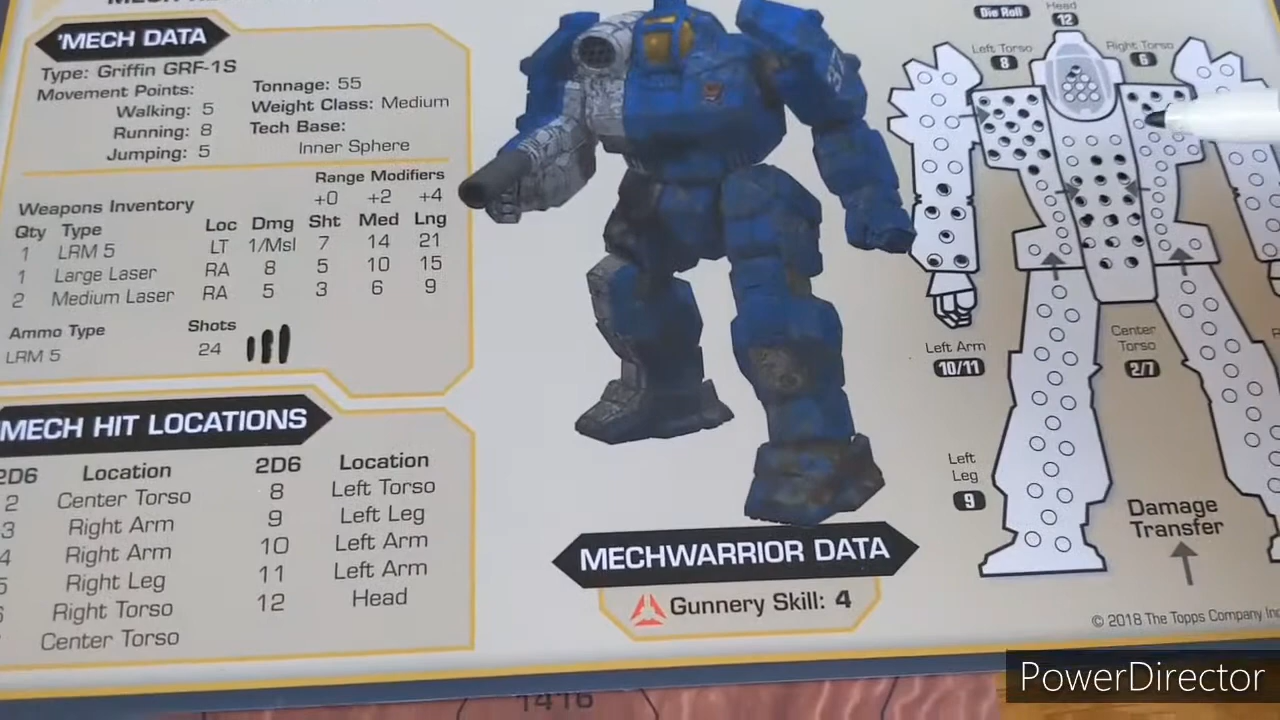 'MECH DATA
Type: Griffin GRF-1S
Movement Points:
Walking: 5
Running: 8
Jumping: 5
Tonnage: 55
Weight Class: Medium
Tech Base:
Inner Sphere
Weapons Inventory
Range Modifiers
+0 +2 +4
Qty Type Loc Dmg Sht Med Lng
1 LRM 5 LT 1/Msl 7 14 21
1 Large Laser RA 8 5 10 15
2 Medium Laser RA 5 3 6 9
Ammo Type Shots
LRM 5 24
MECH HIT LOCATIONS
2D6 Location 2D6 Location
2 Center Torso 8 Left Torso
3 Right Arm 9 Left Leg
4 Right Arm 10 Left Arm
5 Right Leg 11 Left Arm
Right Torso 12 Head
Center Torso
MECHWARRIOR DATA
Gunnery Skill: 4
Die Roll
Head
12
Left Torso
8
Right Torso
6
Left Arm
10/11
Center
Torso
2/7
Left
Leg
9
Damage
Transfer
© 2018 The Topps Company
1416
PowerDirector